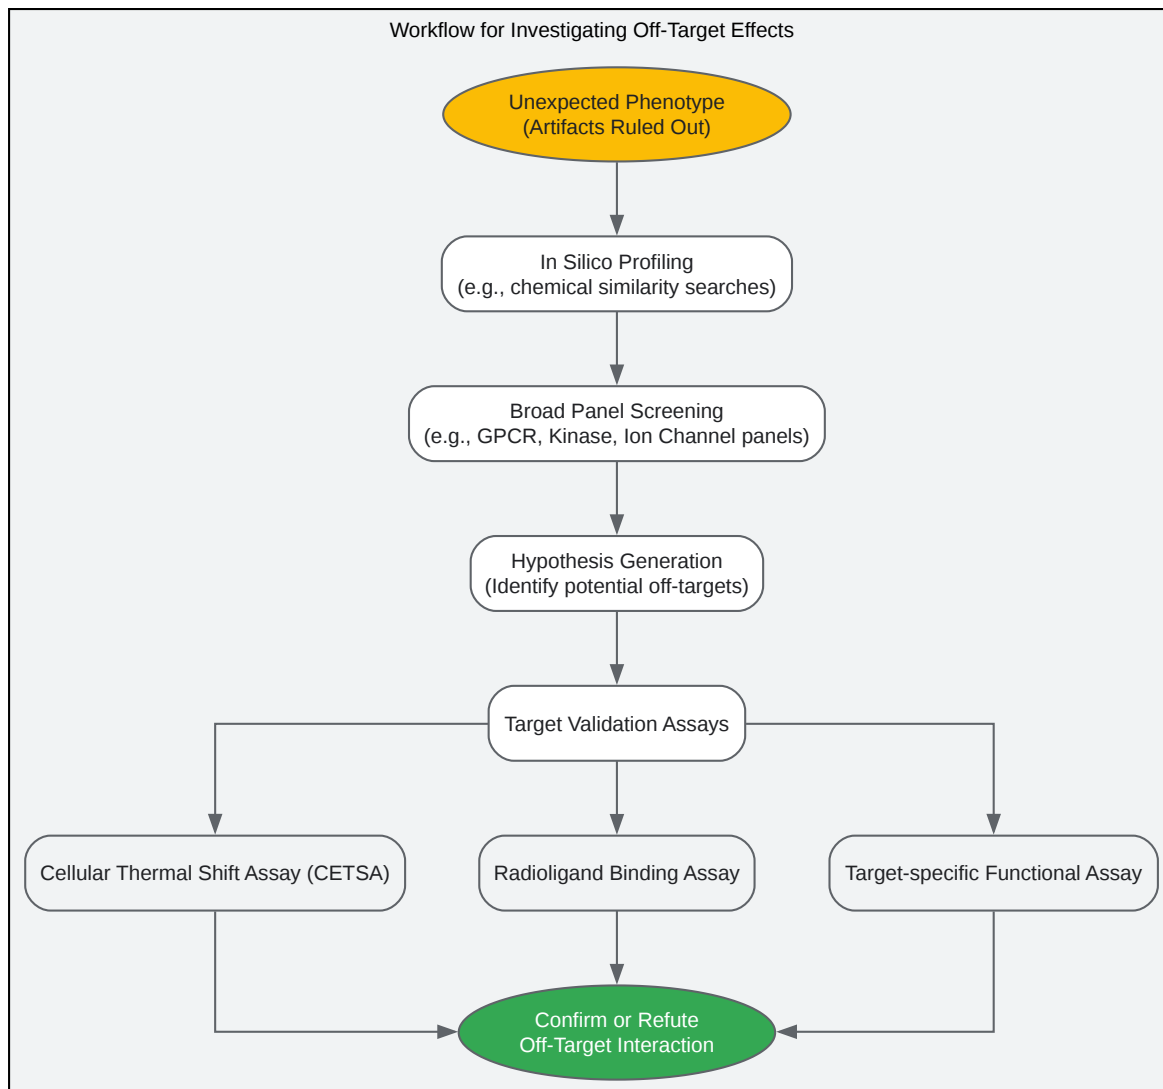 Workflow for Investigating Off-Target Effects
Unexpected Phenotype
(Artifacts Ruled Out)
In Silico Profiling
(e.g., chemical similarity searches)
Broad Panel Screening
(e.g., GPCR, Kinase, Ion Channel panels)
Hypothesis Generation
(Identify potential off-targets)
Target Validation Assays
Cellular Thermal Shift Assay (CETSA)
Radioligand Binding Assay
Target-specific Functional Assay
Confirm or Refute
Off-Target Interaction